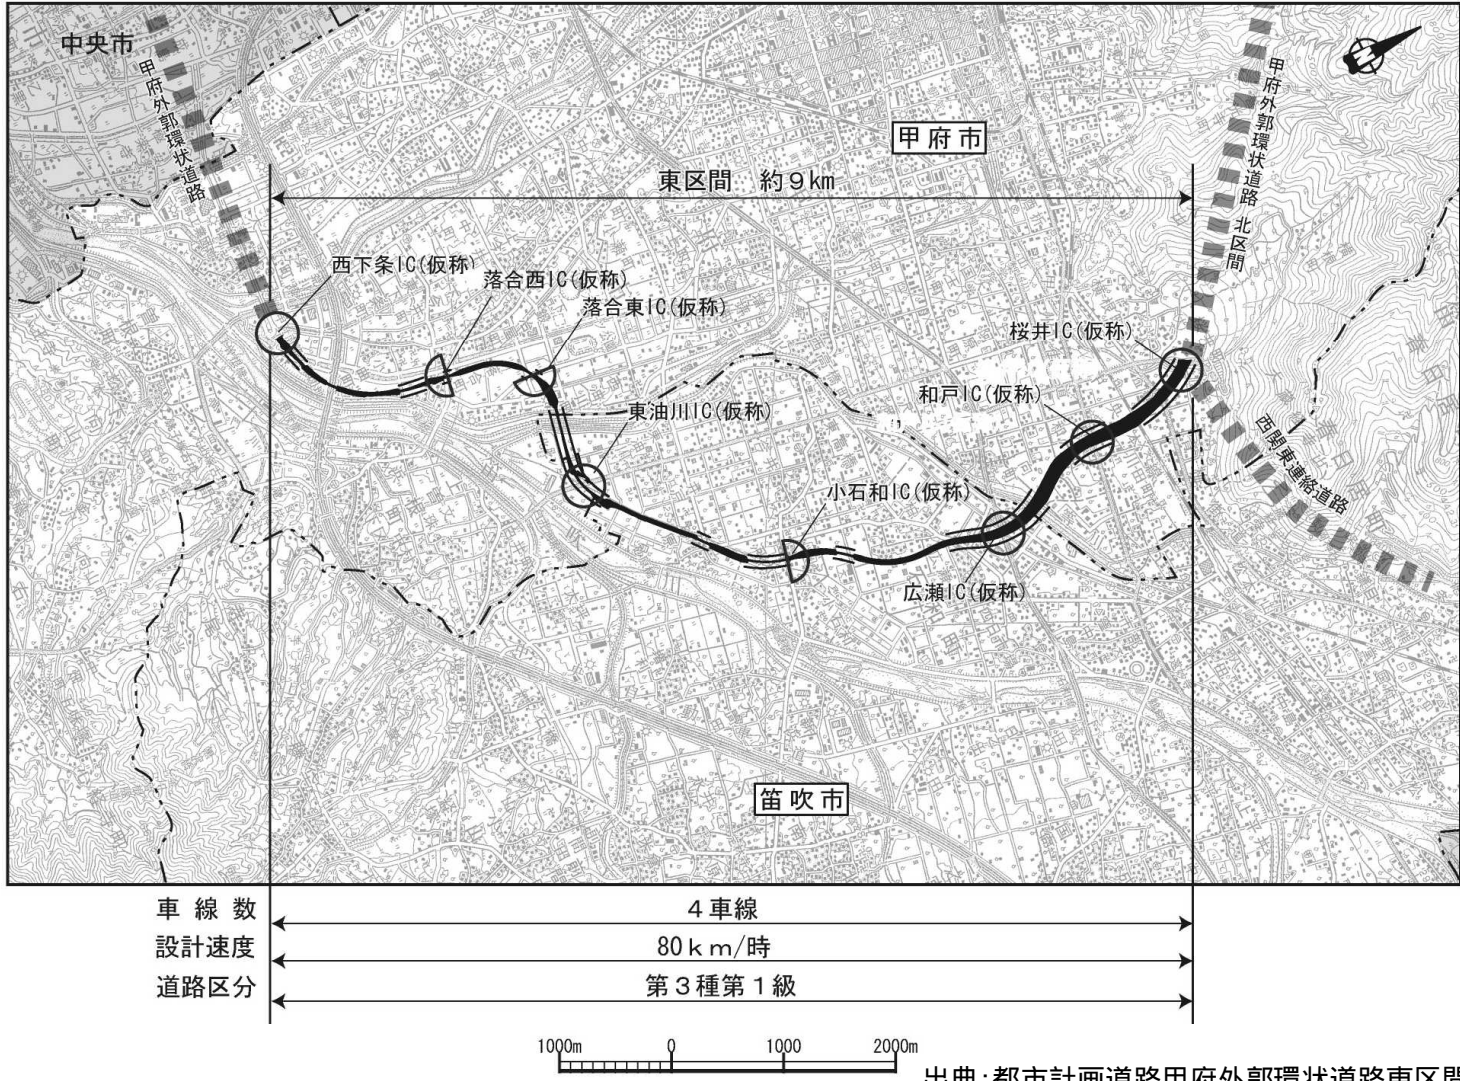 中央市
甲府外郭環状道路
甲府外郭環状道路 北区間
甲府市
東区間 約9km
西下条IC(仮称)
落合西IC(仮称)
落合東IC(仮称)
桜井IC(仮称)
和戸IC(仮称)
東油川IC(仮称)
西関東連絡道路
小石和IC(仮称)
広瀬IC(仮称)
笛吹市
車線数 4車線
設計速度 80km/時
道路区分 第3種第1級
1000m 0 1000 2000m
出典:都市計画道路甲府外郭環状道路東区間